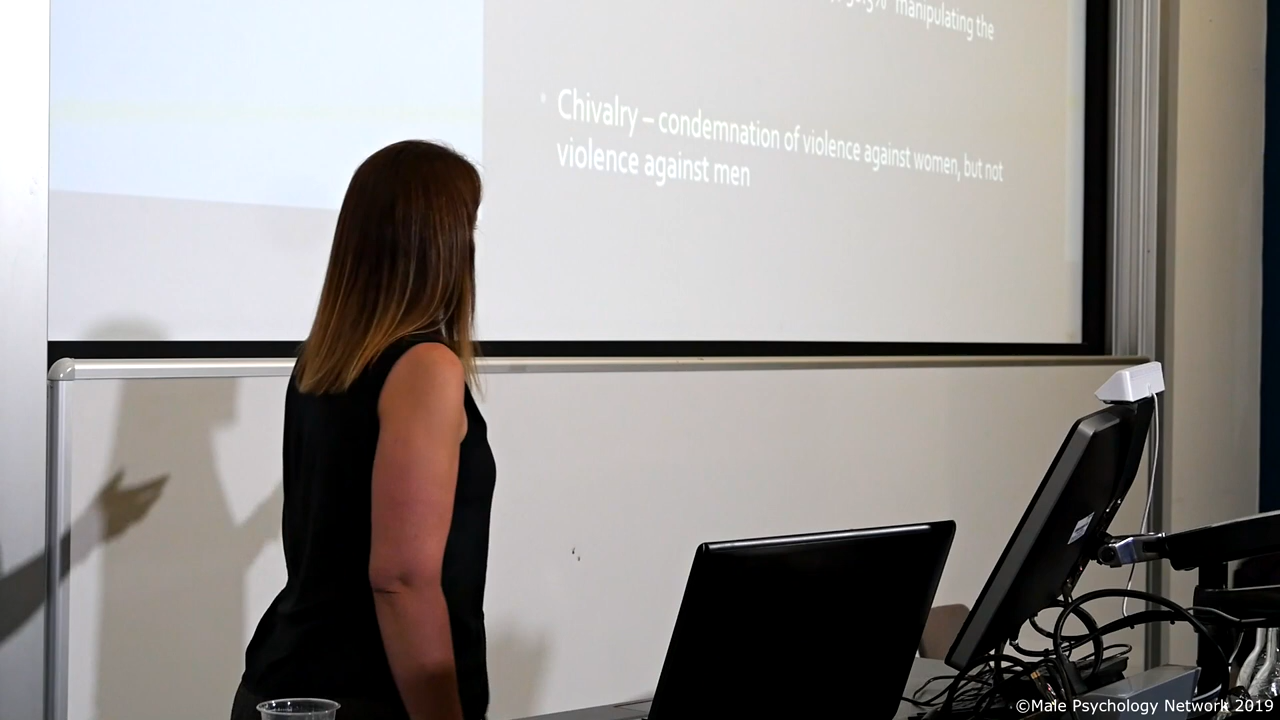 manipulating the
• Chivalry – condemnation of violence against women, but not
violence against men
©Male Psychology Network 2019